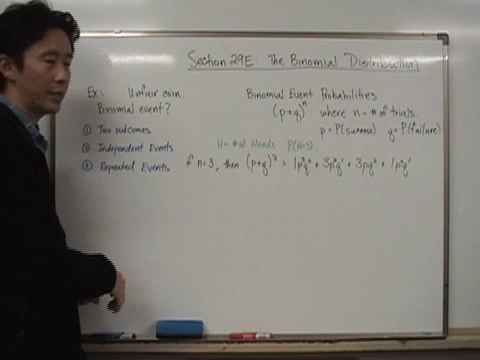 Section 29E: The Binomial Distribution
Ex: Unfair coin.
Binomial event?
① Two outcomes
② Independent Events
③ Repeated Events
Binomial Event Probabilities
(p+q)ⁿ where n = # of trials.
p = P(success) q = P(failure)
H = # of Heads P(H=3)
If n=3, then (p+q)³ = 1p³q⁰ + 3p²q¹ + 3pq² +